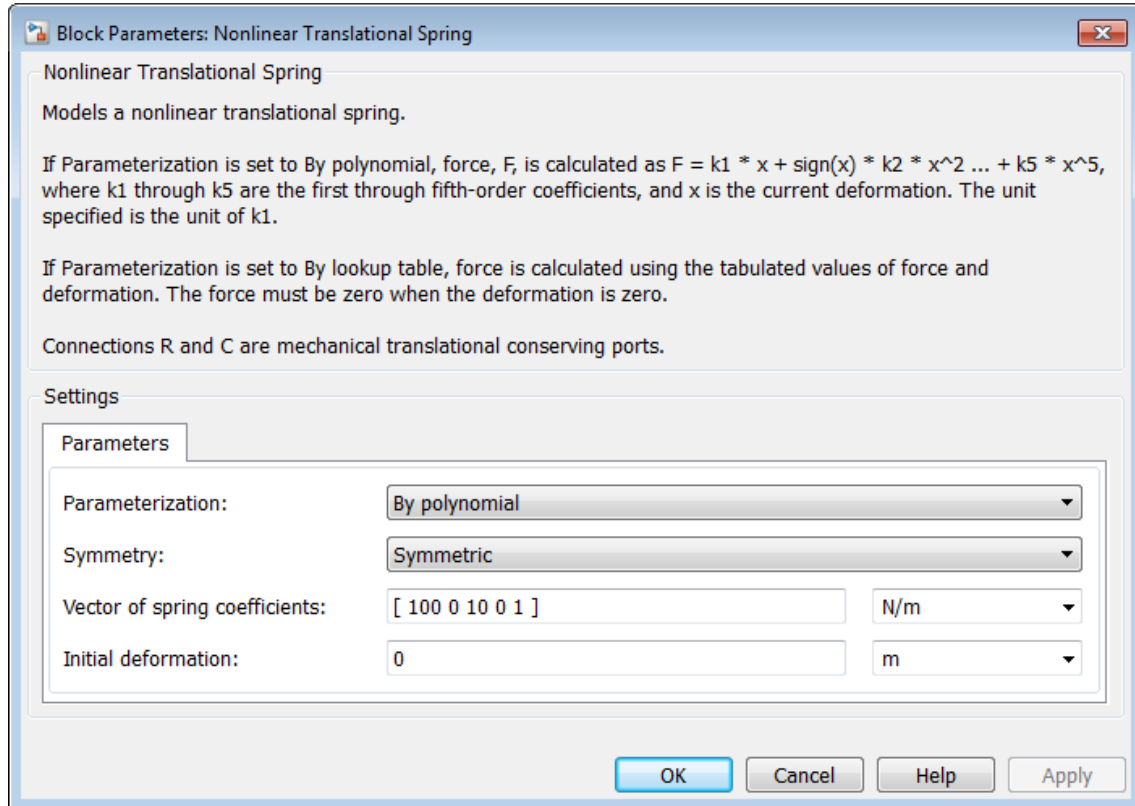 Block Parameters: Nonlinear Translational Spring
Nonlinear Translational Spring
Models a nonlinear translational spring.
If Parameterization is set to By polynomial, force, F, is calculated as F = k1 * x + sign(x) * k2 * x^2 ... + k5 * x^5,
where k1 through k5 are the first through fifth-order coefficients, and x is the current deformation. The unit
specified is the unit of k1.
If Parameterization is set to By lookup table, force is calculated using the tabulated values of force and
deformation. The force must be zero when the deformation is zero.
Connections R and C are mechanical translational conserving ports.
Settings
Parameters
Parameterization: By polynomial
Symmetry: Symmetric
Vector of spring coefficients: [ 100 0 10 0 1 ] N/m
Initial deformation: 0 m
OK Cancel Help Apply